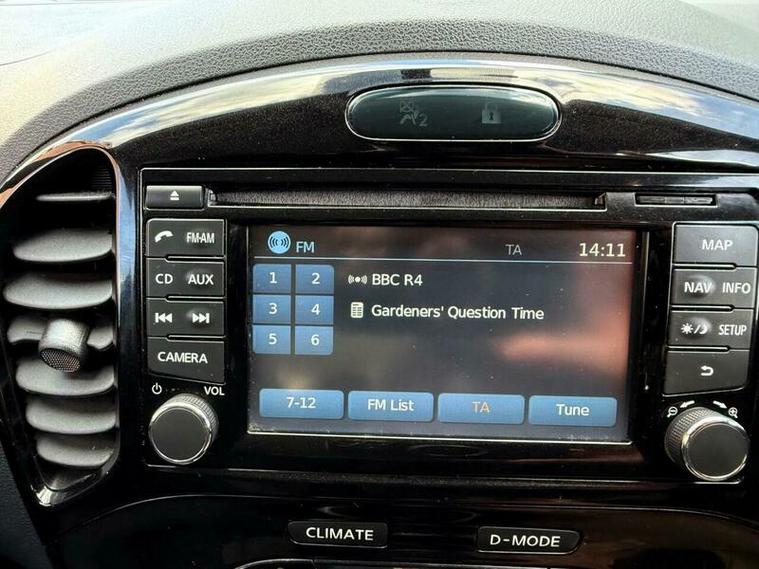 2
FM-AM
CD AUX
CAMERA
VOL
FM TA 14:11
1 2
3 4
5 6
BBC R4
Gardeners' Question Time
7-12 FM List TA Tune
MAP
NAV INFO
SETUP
CLIMATE
D-MODE